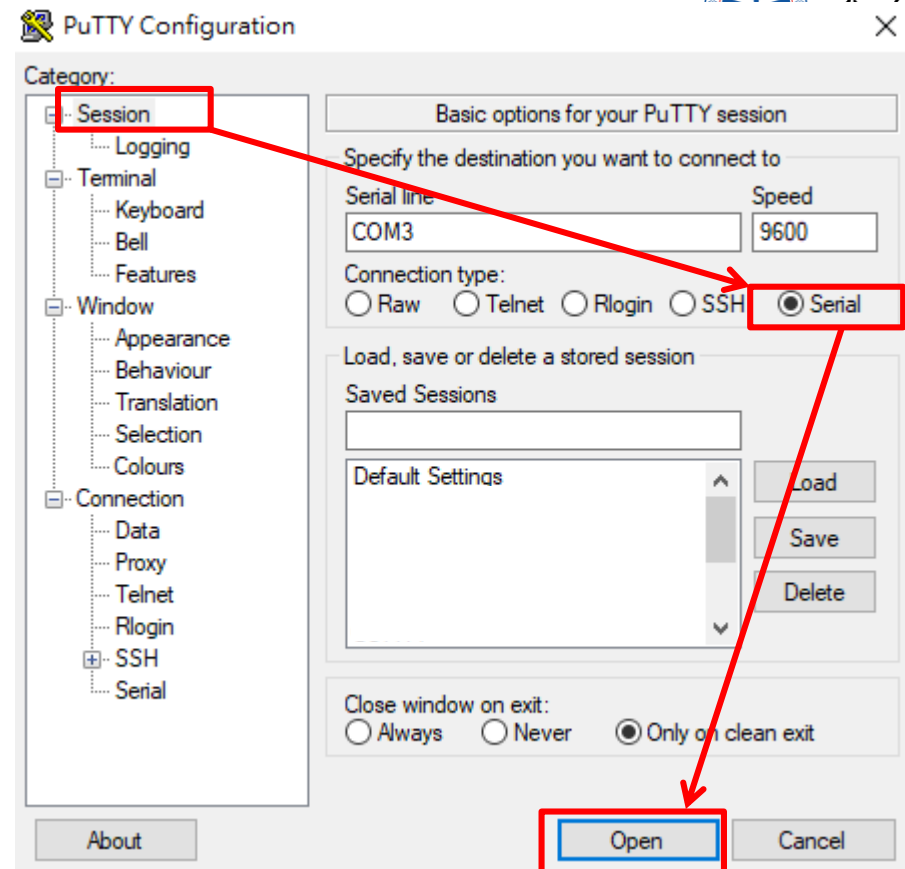 PuTTY Configuration
Category:
Session
Logging
Terminal
Keyboard
Bell
Features
Window
Appearance
Behaviour
Translation
Selection
Colours
Connection
Data
Proxy
Telnet
Rlogin
SSH
Serial
Basic options for your PuTTY session
Specify the destination you want to connect to
Serial line Speed
COM3 9600
Connection type:
Raw Telnet Rlogin SSH Serial
Load, save or delete a stored session
Saved Sessions
Default Settings
Load
Save
Delete
Close window on exit:
Always Never Only on clean exit
About Open Cancel